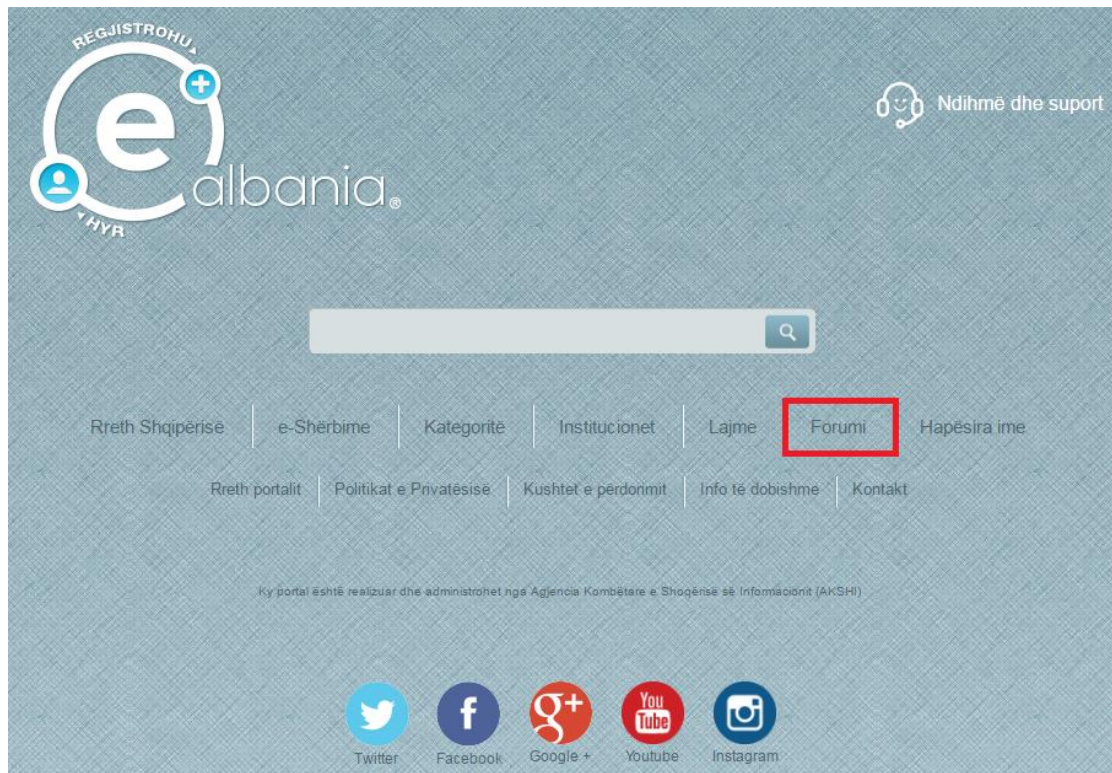 REGJISTROHU
e
albania®
HYR
Ndihmë dhe suport
Rreth Shqipërisë e-Shërbime Kategoritë Institucionet Lajme Forumi Hapësira ime
Rreth portalit Politikat e Privatësisë Kushtet e përdorimit Info të dobishme Kontakt
Ky portal është realizuar dhe administrohet nga Agjencia Kombëtare e Shoqërisë së Informacionit (AKSHI)
f g+ You Tube
Twitter Facebook Google + Youtube Instagram